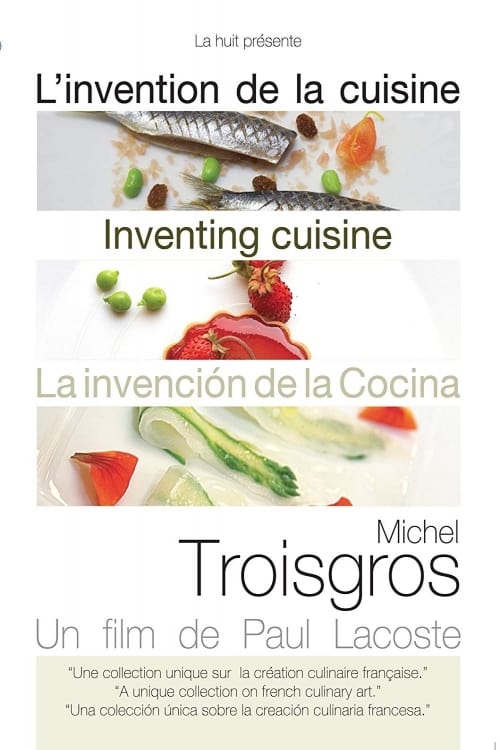 La huit présente
L'invention de la cuisine
Inventing cuisine
La invención de la Cocina
Michel
Troisgros
Un film de Paul Lacoste
“Une collection unique sur la création culinaire française.”
“A unique collection on french culinary art.”
“Una colección única sobre la creación culinaria francesa.”